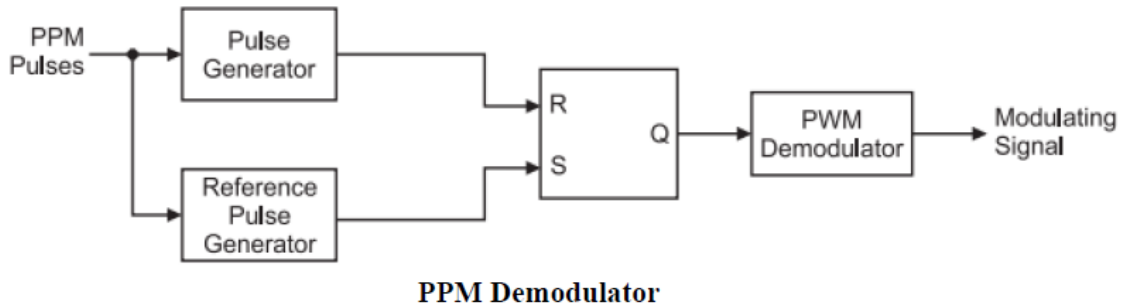 PPM
Pulses
Pulse
Generator
Reference
Pulse
Generator
R
S
Q
PWM
Demodulator
Modulating
Signal
PPM Demodulator